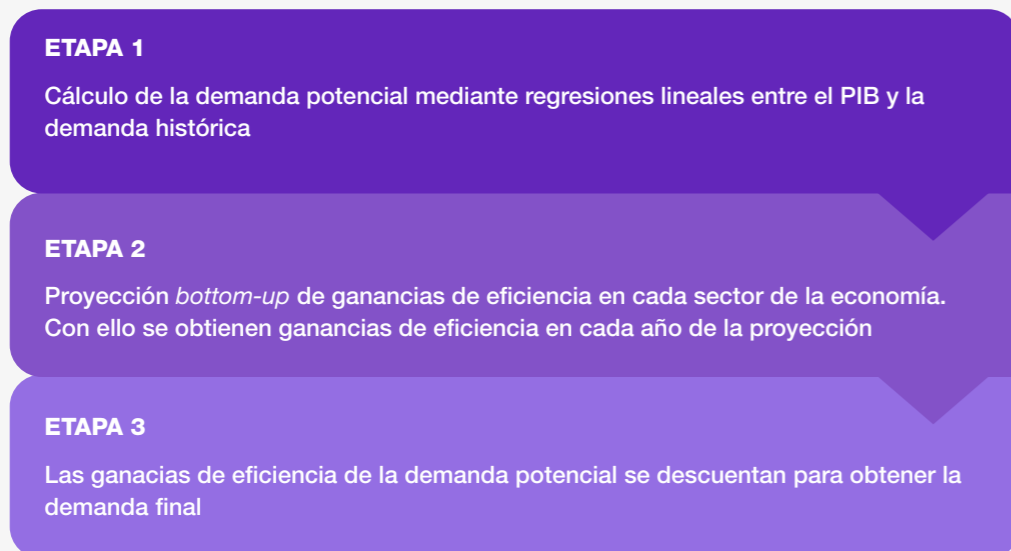 ETAPA 1
Cálculo de la demanda potencial mediante regresiones lineales entre el PIB y la
demanda histórica
ETAPA 2
Proyección bottom-up de ganancias de eficiencia en cada sector de la economía.
Con ello se obtienen ganancias de eficiencia en cada año de la proyección
ETAPA 3
Las ganacias de eficiencia de la demanda potencial se descuentan para obtener la
demanda final